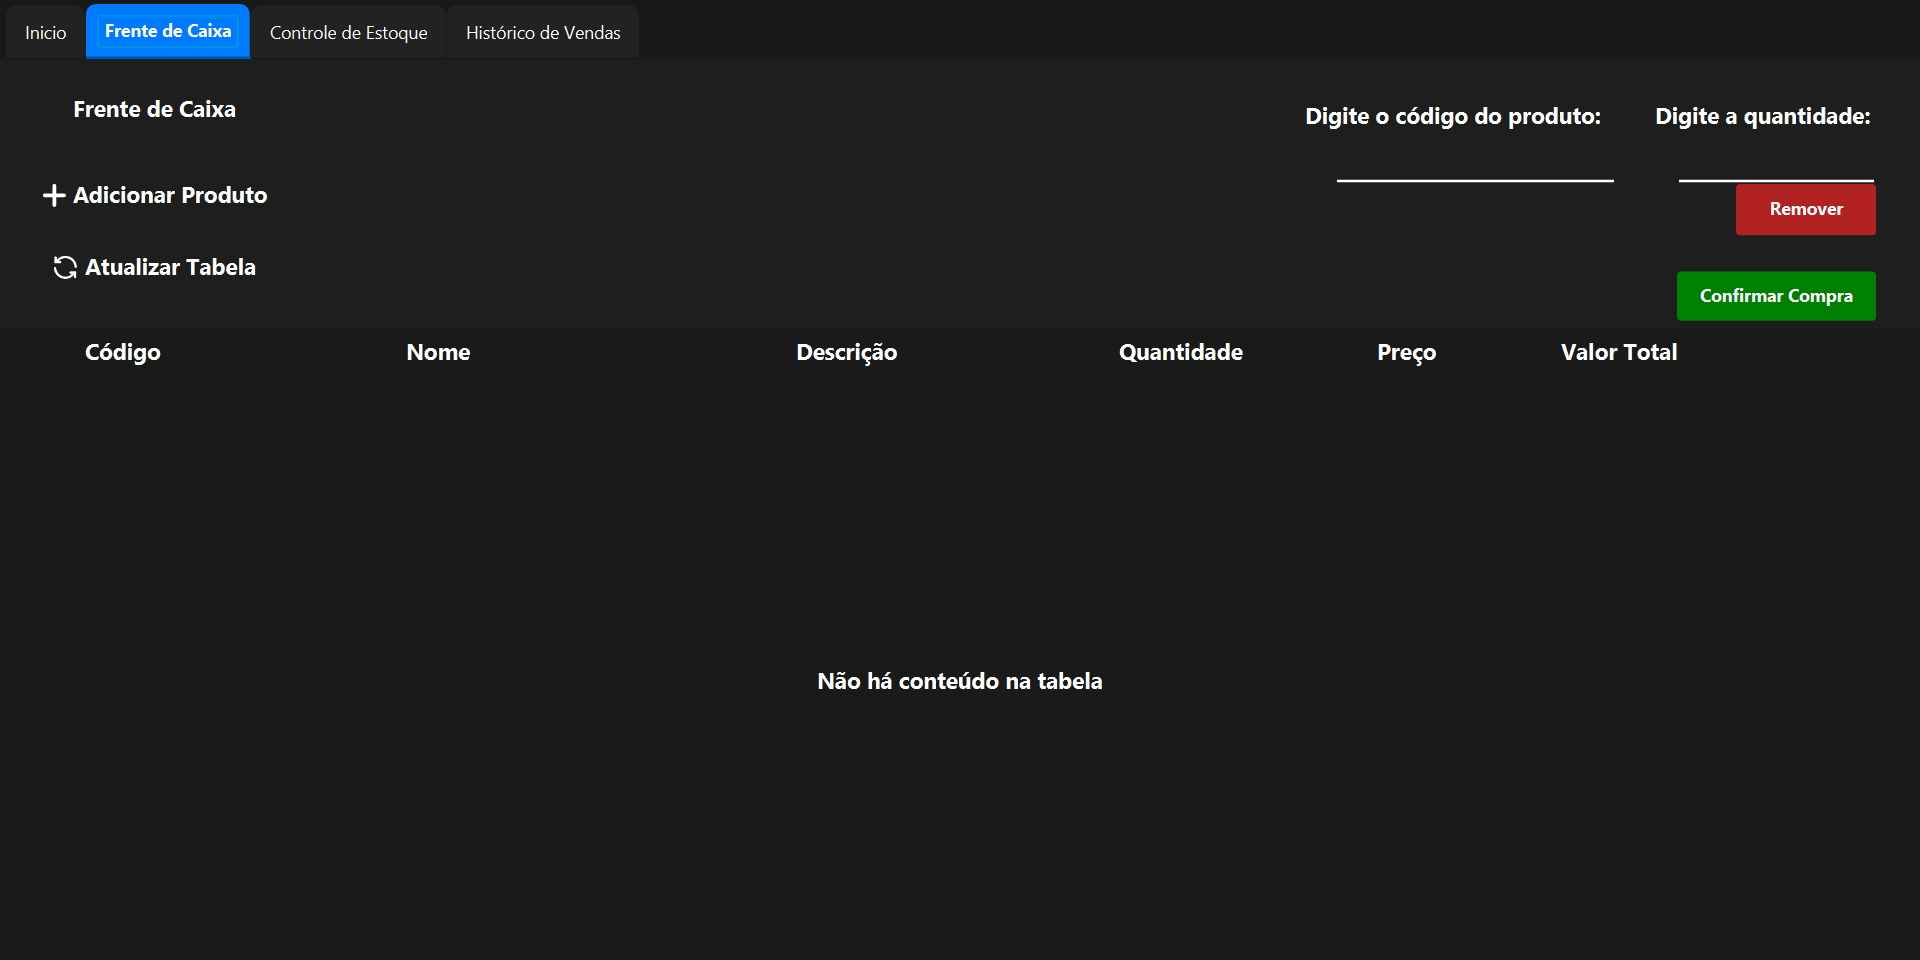 Inicio
Frente de Caixa
Controle de Estoque
Histórico de Vendas
Frente de Caixa
Digite o código do produto:
Digite a quantidade:
Adicionar Produto
Remover
Atualizar Tabela
Confirmar Compra
Código
Nome
Descrição
Quantidade
Preço
Valor Total
Não há conteúdo na tabela